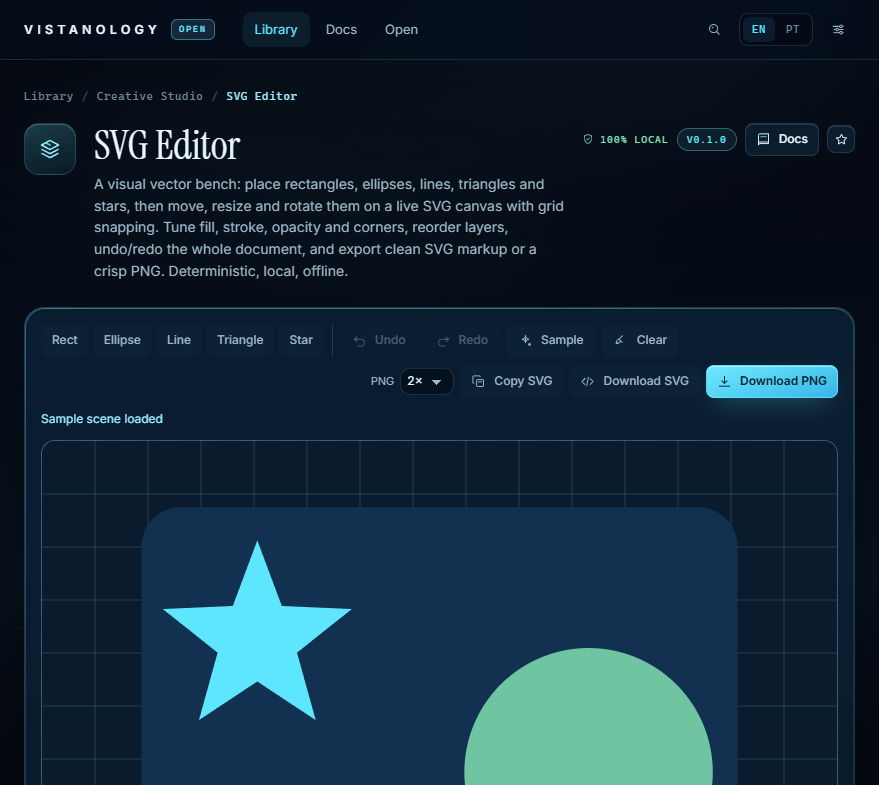 VISTANOLOGY OPEN Library Docs Open EN PT
Library / Creative Studio / SVG Editor
SVG Editor
100% LOCAL V0.1.0 Docs
A visual vector bench: place rectangles, ellipses, lines, triangles and
stars, then move, resize and rotate them on a live SVG canvas with grid
snapping. Tune fill, stroke, opacity and corners, reorder layers,
undo/redo the whole document, and export clean SVG markup or a
crisp PNG. Deterministic, local, offline.
Rect Ellipse Line Triangle Star Undo Redo Sample Clear
PNG 2× Copy SVG Download SVG Download PNG
Sample scene loaded